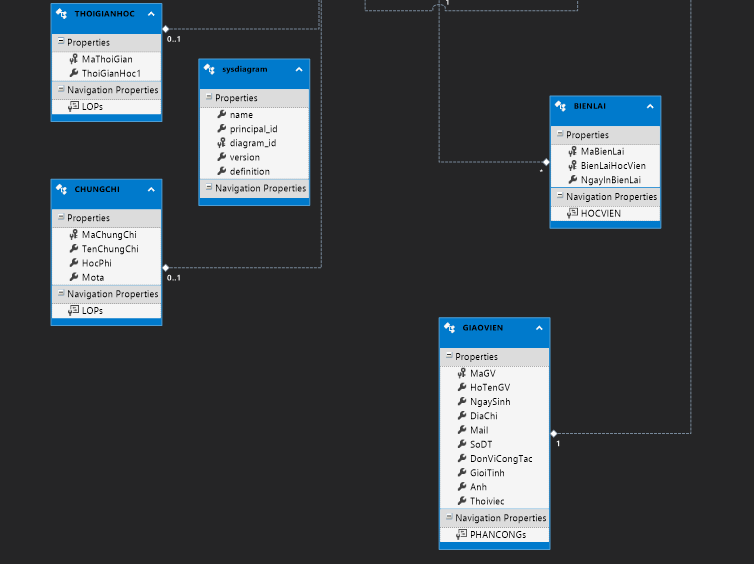 THOIGIANHOC
Properties
MaThoiGian
ThoiGianHoc1
Navigation Properties
LOPs
0..1
1
sysdiagram
Properties
name
principal_id
diagram_id
version
definition
Navigation Properties
BIENLAI
Properties
MaBienLai
BienLaiHocVien
NgayInBienLai
Navigation Properties
HOCVIEN
*
CHUNGCHI
Properties
MaChungChi
TenChungChi
HocPhi
Mota
Navigation Properties
LOPs
0..1
GIAOVIEN
Properties
MaGV
HoTenGV
NgaySinh
DiaChi
Mail
SoDT
DonViCongTac
GioiTinh
Anh
Thoiviec
Navigation Properties
PHANCONGs
1